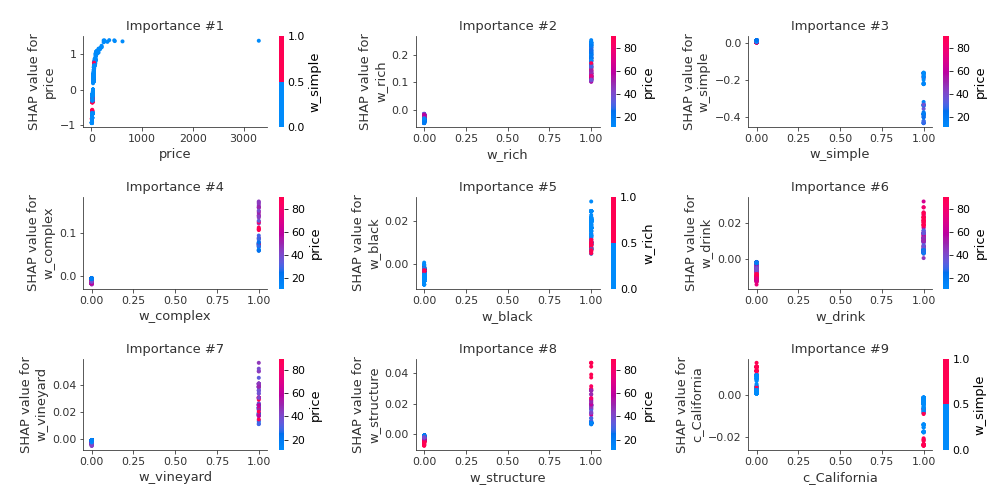 Importance #1
SHAP value for
price
1
0
−1
0
1000
2000
3000
price
1.0
0.5
0.0
w_simple
Importance #2
SHAP value for
w_rich
0.2
0.1
0.0
0.00
0.25
0.50
0.75
1.00
w_rich
80
60
40
20
price
Importance #3
SHAP value for
w_simple
0.0
−0.2
−0.4
0.00
0.25
0.50
0.75
1.00
w_simple
80
60
40
20
price
Importance #4
SHAP value for
w_complex
0.1
0.0
0.00
0.25
0.50
0.75
1.00
w_complex
80
60
40
20
price
Importance #5
SHAP value for
w_black
0.02
0.00
0.00
0.25
0.50
0.75
1.00
w_black
1.0
0.5
0.0
w_rich
Importance #6
SHAP value for
w_drink
0.02
0.00
0.00
0.25
0.50
0.75
1.00
w_drink
80
60
40
20
price
Importance #7
SHAP value for
w_vineyard
0.04
0.02
0.00
0.00
0.25
0.50
0.75
1.00
w_vineyard
80
60
40
20
price
Importance #8
SHAP value for
w_structure
0.04
0.02
0.00
0.00
0.25
0.50
0.75
1.00
w_structure
80
60
40
20
price
Importance #9
SHAP value for
c_California
0.00
−0.02
0.00
0.25
0.50
0.75
1.00
c_California
1.0
0.5
0.0
w_simple